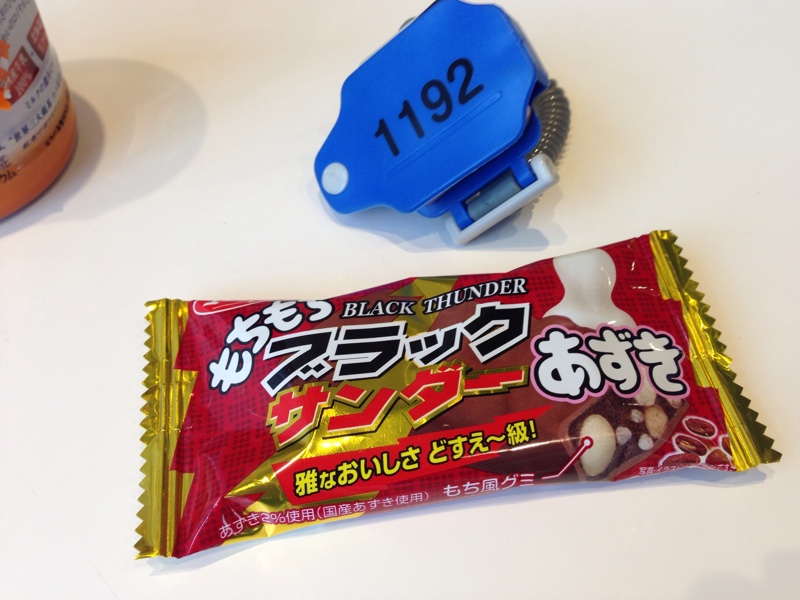 1192
もちもち
BLACK THUNDER
ブラック
サンダー
あずき
雅なおいしさ どすえ〜級!
もち風グミ
あずき2%使用(国産あずき使用)